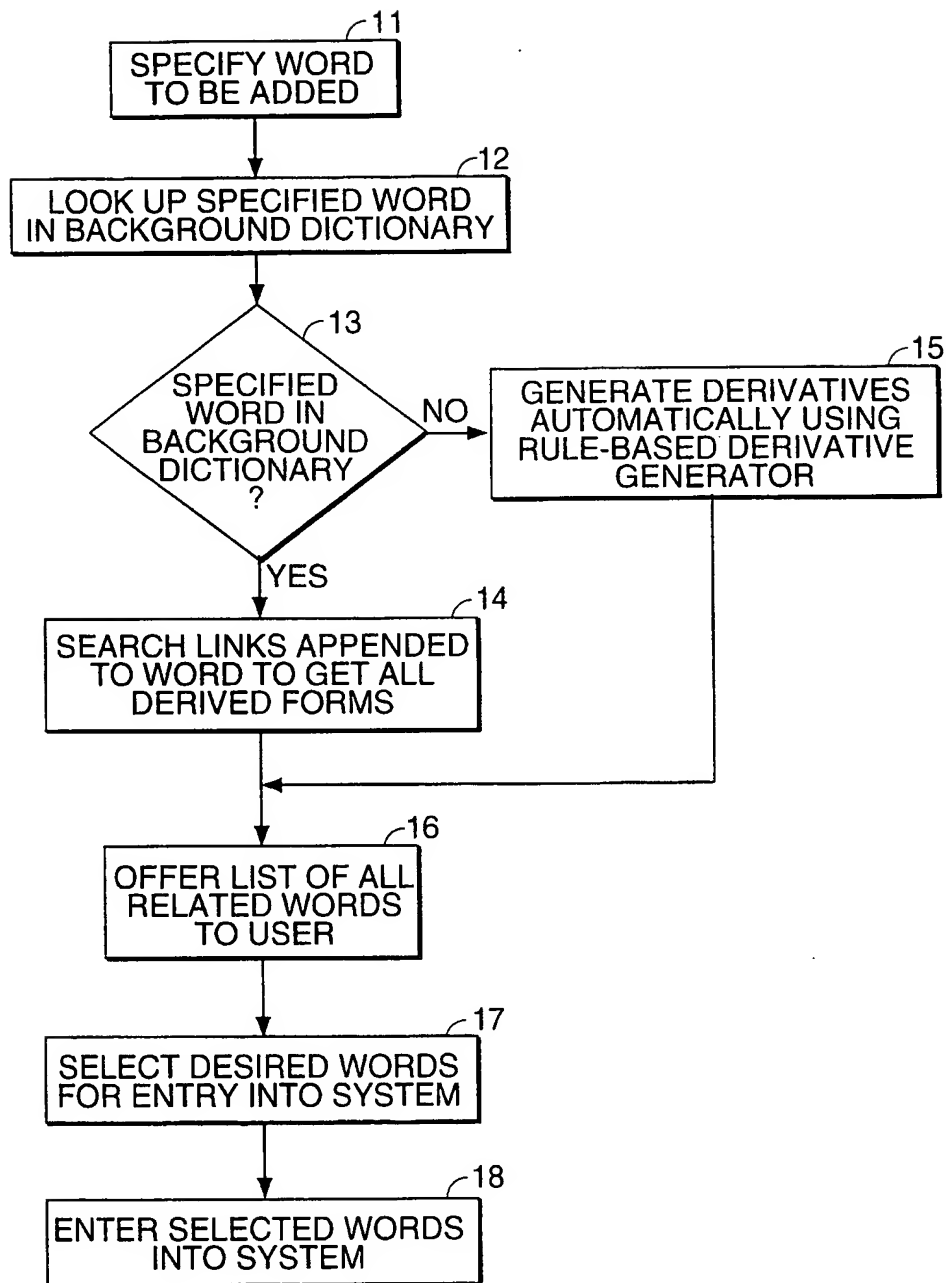 11
SPECIFY WORD
TO BE ADDED
12
LOOK UP SPECIFIED WORD
IN BACKGROUND DICTIONARY
13
SPECIFIED
WORD IN
BACKGROUND
DICTIONARY
?
NO
15
GENERATE DERIVATIVES
AUTOMATICALLY USING
RULE-BASED DERIVATIVE
GENERATOR
YES
14
SEARCH LINKS APPENDED
TO WORD TO GET ALL
DERIVED FORMS
16
OFFER LIST OF ALL
RELATED WORDS
TO USER
17
SELECT DESIRED WORDS
FOR ENTRY INTO SYSTEM
18
ENTER SELECTED WORDS
INTO SYSTEM